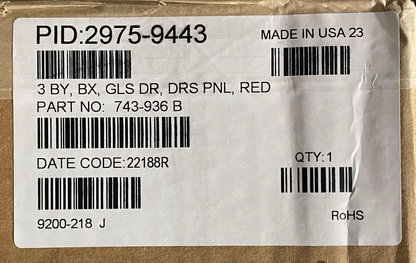 PID:2975-9443
MADE IN USA 23
3 BY, BX, GLS DR, DRS PNL, RED
PART NO: 743-936 B
DATE CODE:22188R
QTY:1
9200-218 J
RoHS